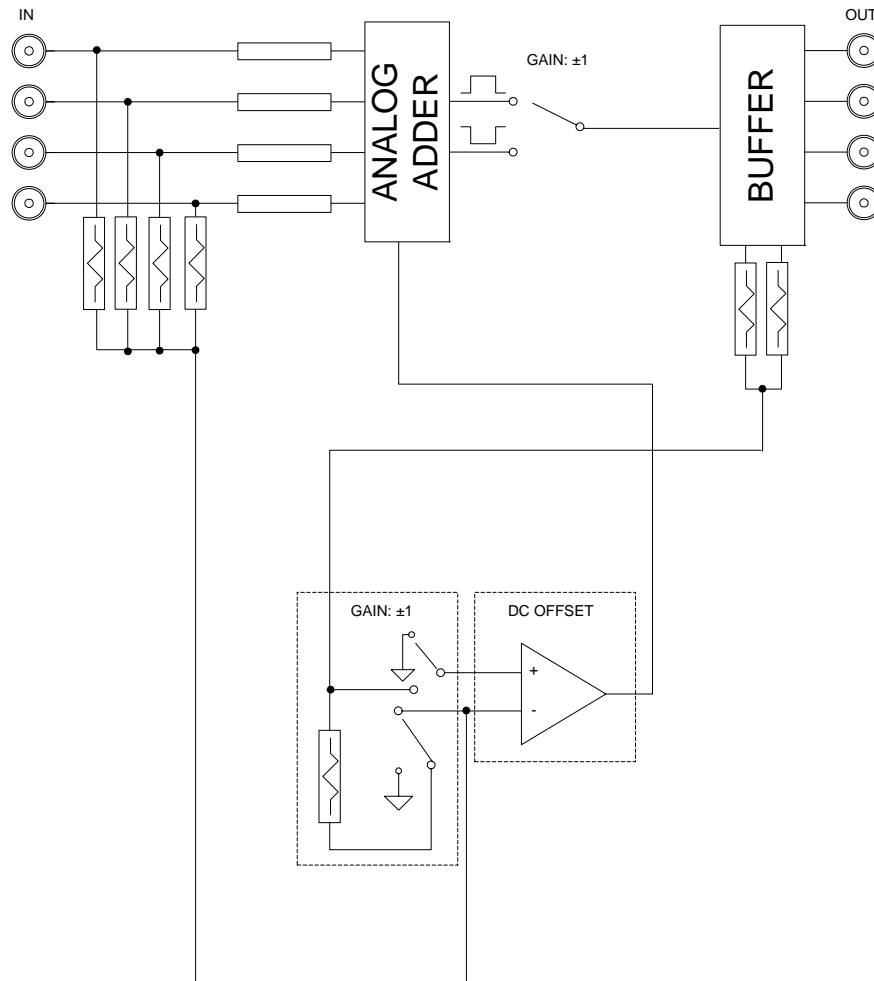 IN
OUT
GAIN: ±1
ANALOG
ADDER
BUFFER
GAIN: ±1
DC OFFSET
+
-